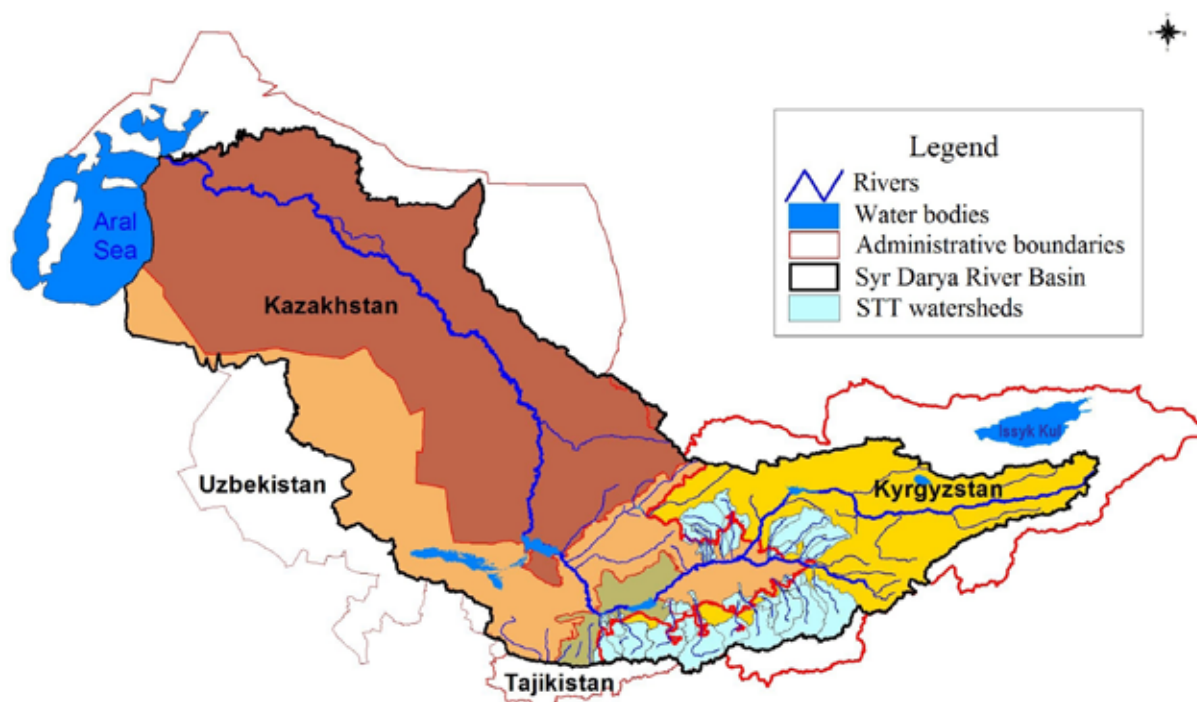 Legend
Rivers
Water bodies
Administrative boundaries
Syr Darya River Basin
STT watersheds
Aral
Sea
Kazakhstan
Uzbekistan
Issyk Kul
Kyrgyzstan
Tajikistan